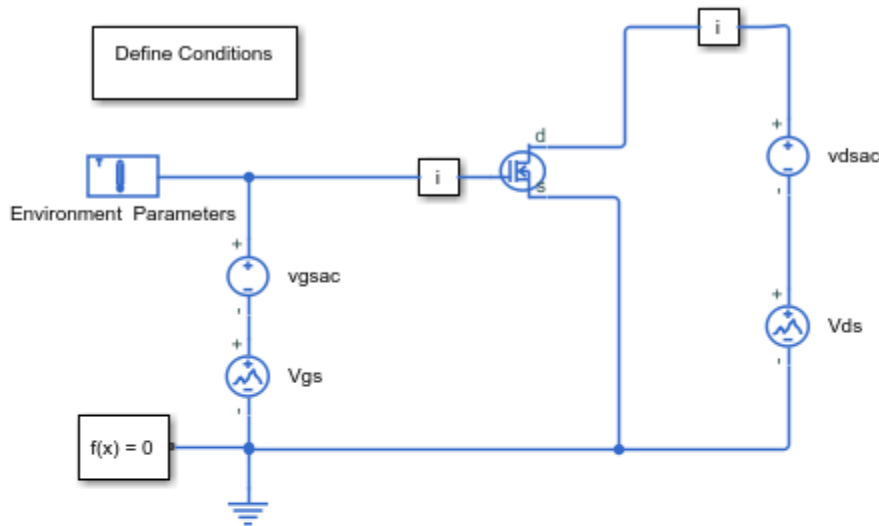 Define Conditions
i
d
+
vdsac
-
T
i
s
Environment Parameters
+
vgsac
-
+
Vds
-
+
Vgs
-
f(x) = 0